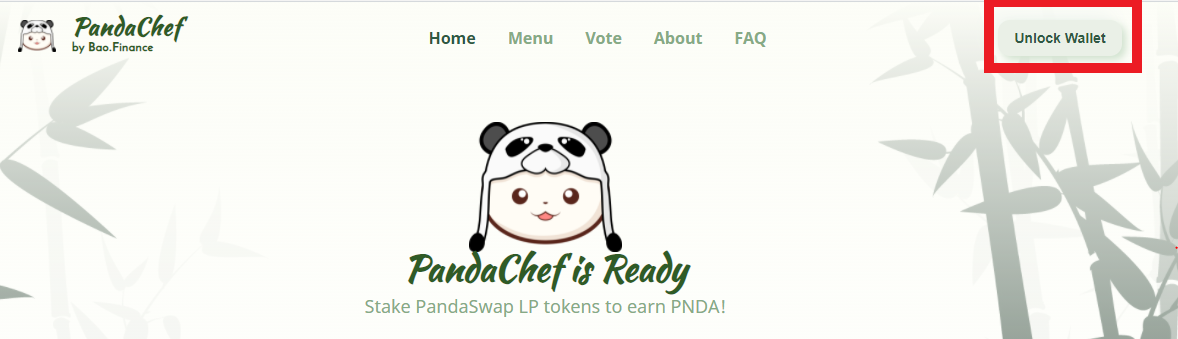 PandaChef
by Bao.Finance
Home Menu Vote About FAQ
Unlock Wallet
PandaChef is Ready
Stake PandaSwap LP tokens to earn PNDA!